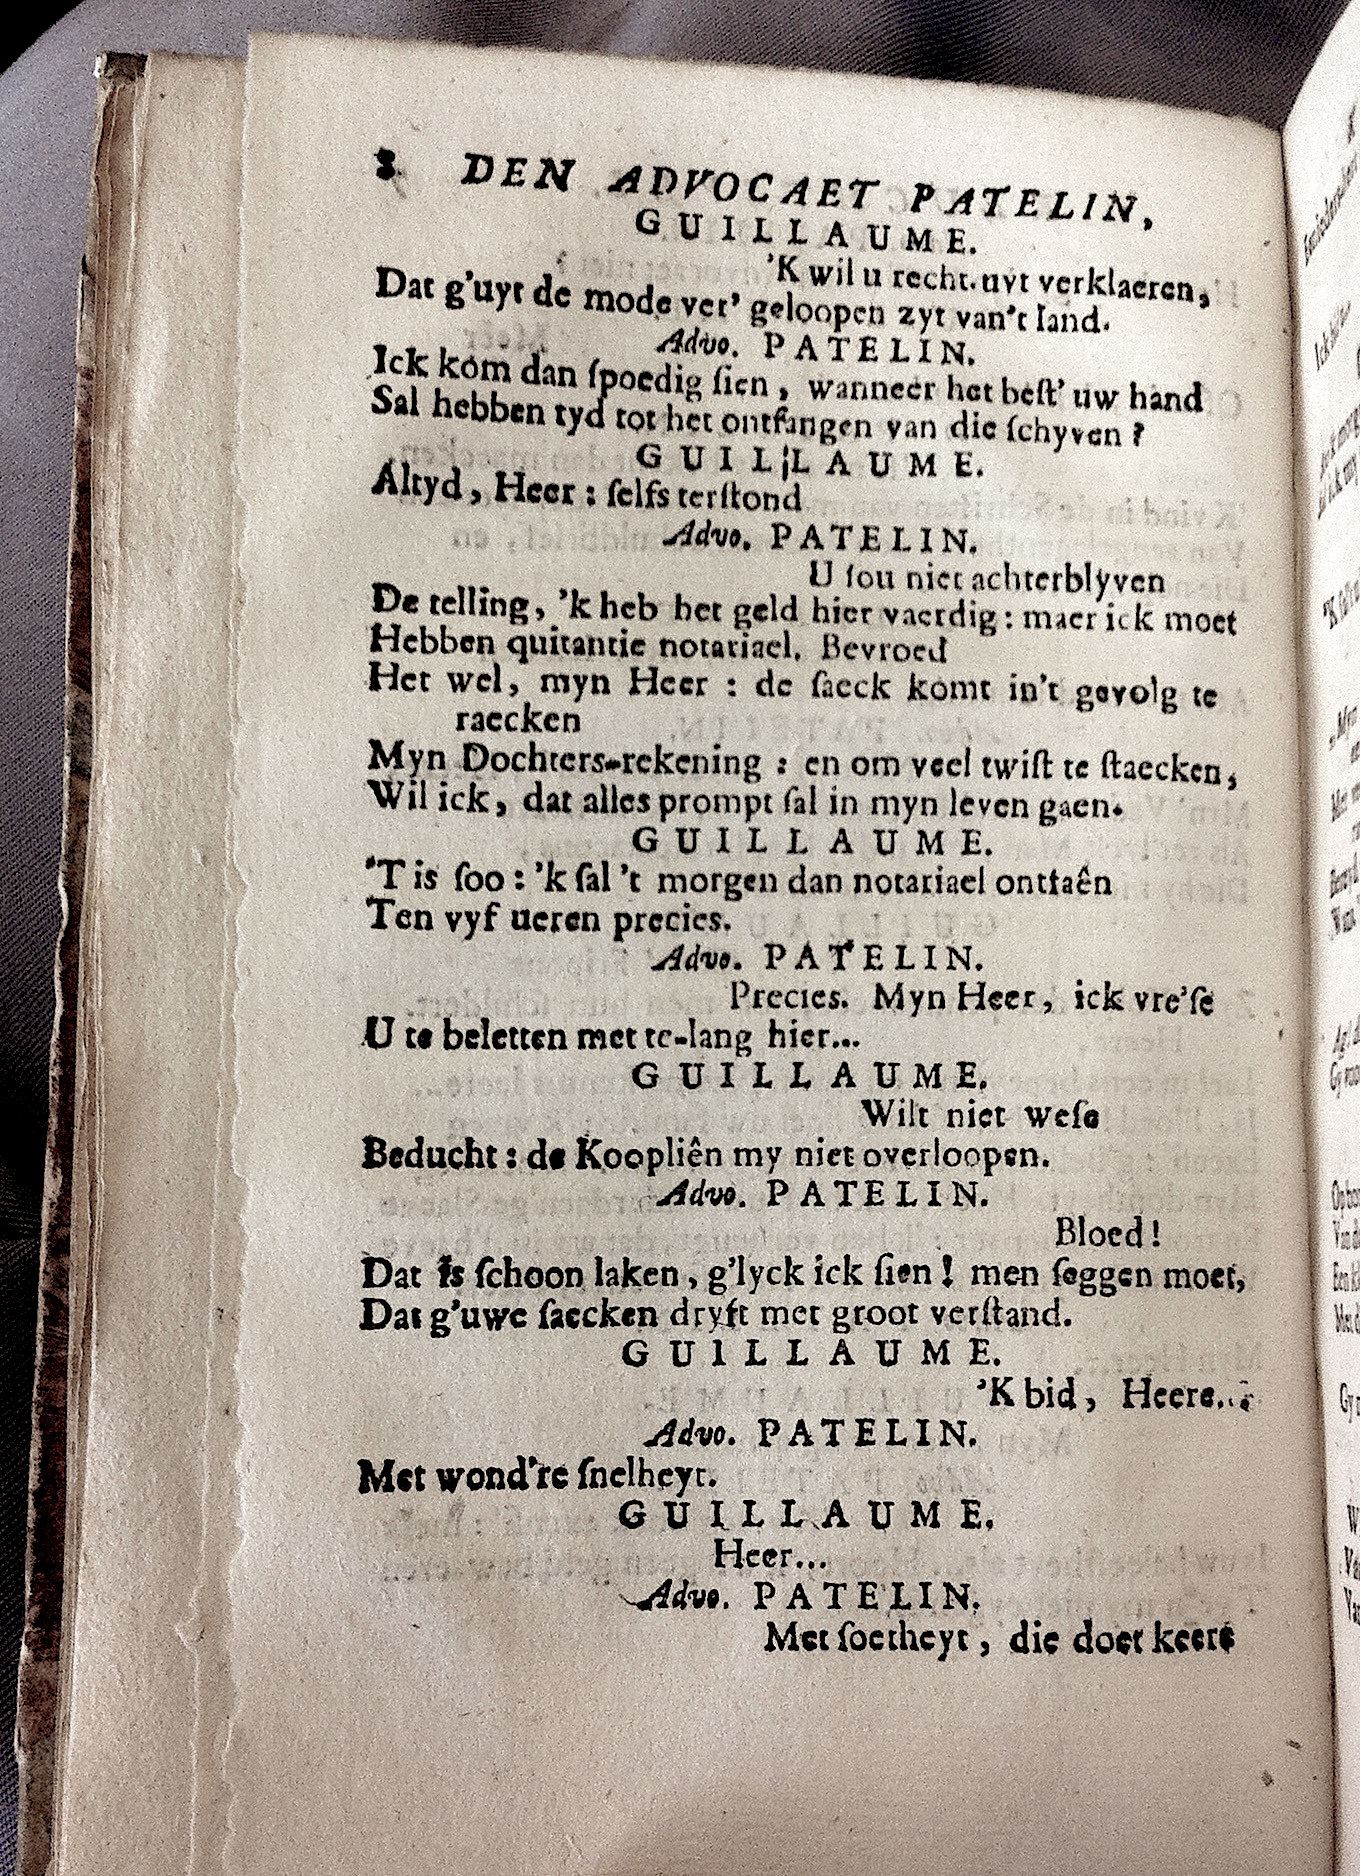 8 DEN ADVOCAET PATELIN,
GUILLAUME.
'K wil u recht uyt verklaeren,
Dat g'uyt de mode ver' geloopen zyt van't land.
Advo. PATELIN.
Ick kom dan ſpoedig ſien, wanneer het beſt' uw hand
Sal hebben tyd tot het ontfangen van die ſchyven?
GUILLAUME.
Altyd, Heer: ſelfs terſtond
Advo. PATELIN.
U ſou niet achterblyven
De telling, 'k heb het geld hier vaerdig: maer ick moet
Hebben quitantie notariael. Bevroed
Het wel, myn Heer: de ſaeck komt in't gevolg te
raecken
Myn Dochters-rekening: en om veel twiſt te ſtaecken,
Wil ick, dat alles prompt ſal in myn leven gaen.
GUILLAUME.
'T is ſoo: 'k ſal 't morgen dan notariael ontfaên
Ten vyf ueren precies.
Advo. PATELIN.
Precies. Myn Heer, ick vre'ſe
U te beletten met te-lang hier...
GUILLAUME.
Wilt niet weſe
Beducht: de Koopliên my niet overloopen.
Advo. PATELIN.
Bloed!
Dat is ſchoon laken, g'lyck ick ſien! men ſeggen moet,
Dat g'uwe ſaecken dryft met groot verſtand.
GUILLAUME.
'K bid, Heere...
Advo. PATELIN.
Met wond're ſnelheyt.
GUILLAUME.
Heer...
Advo. PATELIN.
Met ſoetheyt, die doet keere